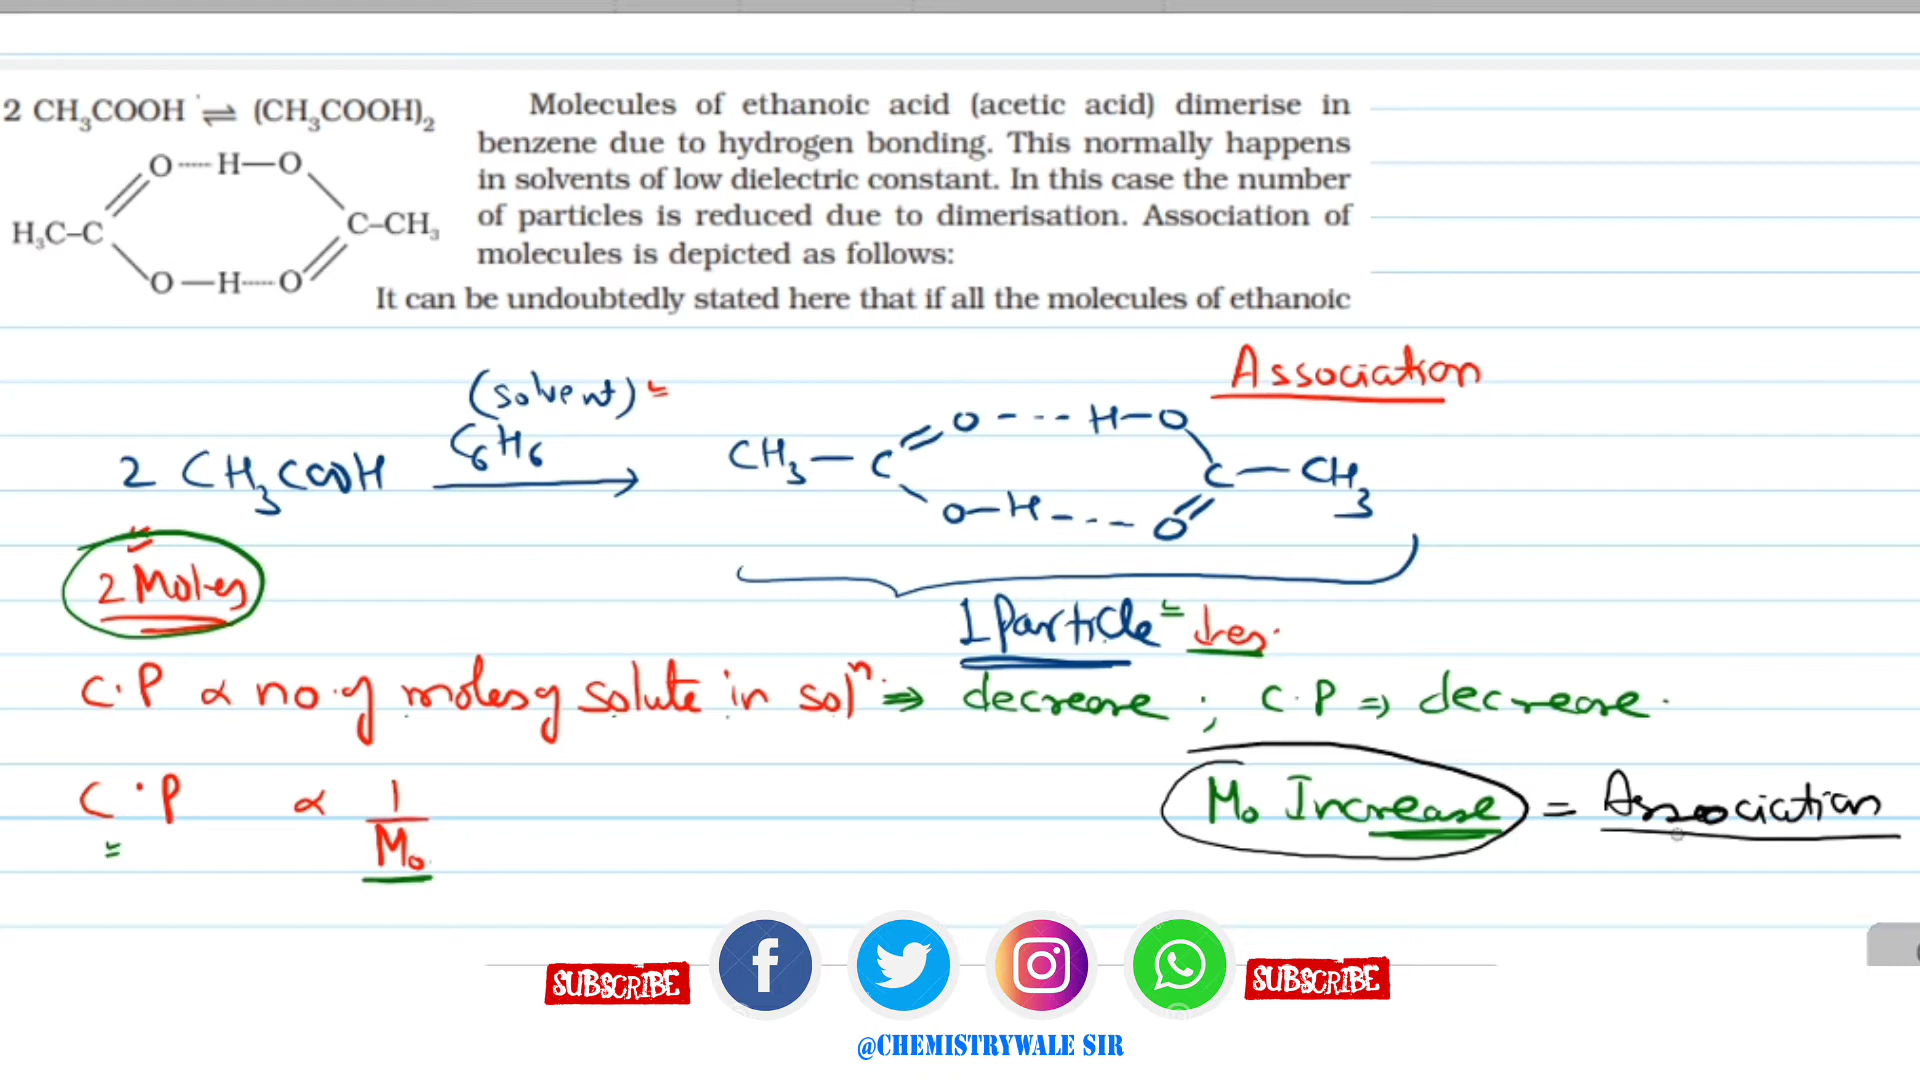 2 CH₃COOH ⇌ (CH₃COOH)₂
Molecules of ethanoic acid (acetic acid) dimerise in
benzene due to hydrogen bonding. This normally happens
in solvents of low dielectric constant. In this case the number
of particles is reduced due to dimerisation. Association of
molecules is depicted as follows:
It can be undoubtedly stated here that if all the molecules of ethanoic
O ····· H—O
H₃C–C
C–CH₃
O—H·····O
Association
(solvent)
2 CH₃COOH
C₆H₆
O - - - H–O
CH₃–C
C–CH₃
O–H - - - O
2 Moles
1 Particle = ↓es.
C.P ∝ no. of moles of solute in solⁿ. ⇒ decrease ; C.P ⇒ decrease.
C.P ∝ 1/M₀
M₀ Increase = Association
SUBSCRIBE
SUBSCRIBE
@CHEMISTRYWALE SIR